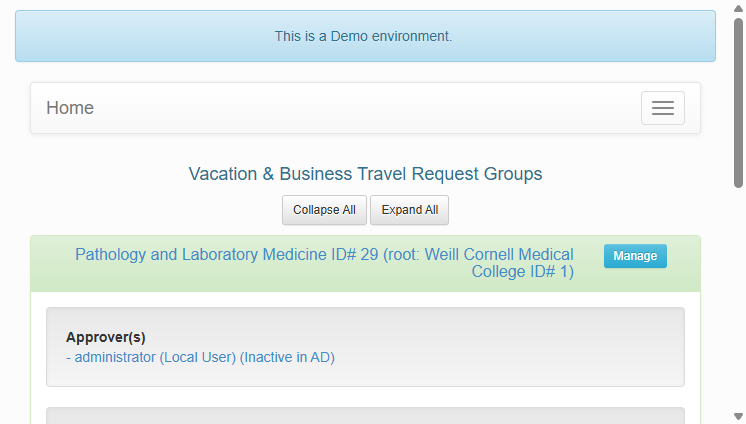 This is a Demo environment.
Home
Vacation & Business Travel Request Groups
Collapse All
Expand All
Pathology and Laboratory Medicine ID# 29 (root: Weill Cornell Medical
College ID# 1)
Manage
Approver(s)
- administrator (Local User) (Inactive in AD)